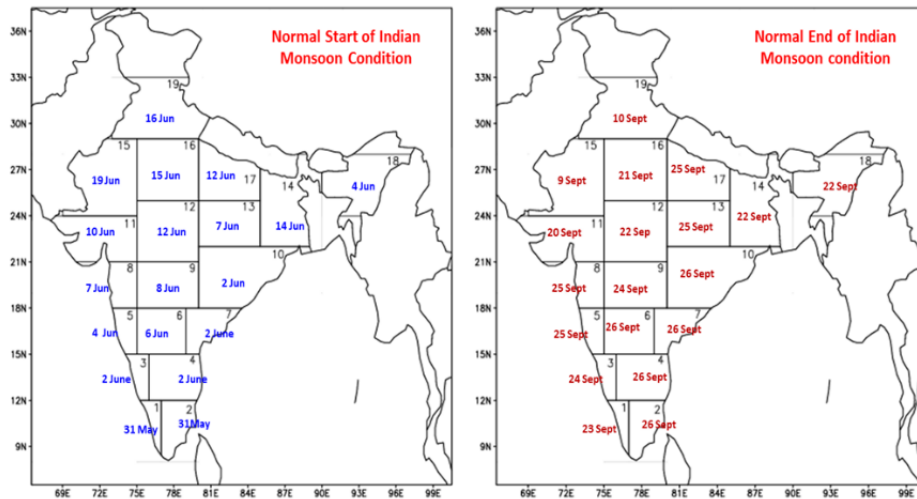 Normal Start of Indian
Monsoon Condition
36N
33N
30N
27N
24N
21N
18N
15N
12N
9N
19
16 Jun
15
16
19 Jun
15 Jun
12 Jun
17
14
18
4 Jun
11
12
13
10 Jun
12 Jun
7 Jun
14 Jun
10
8
9
7 Jun
8 Jun
2 Jun
5
6
7
4 Jun
6 Jun
2 June
3
4
2 June
2 June
1
2
31 May
31May
69E 72E 75E 78E 81E 84E 87E 90E 93E 96E 99E
Normal End of Indian
Monsoon condition
36N
33N
30N
27N
24N
21N
18N
15N
12N
9N
19
10 Sept
15
16
9 Sept
21 Sept
25 Sept
17
14
18
22 Sept
11
12
13
20 Sept
22 Sep
25 Sept
22 Sept
10
8
9
25 Sept
24 Sept
26 Sept
5
6
7
25 Sept
26 Sept
26 Sept
3
4
24 Sept
26 Sept
1
2
23 Sept
26 Sept
69E 72E 75E 78E 81E 84E 87E 90E 93E 96E 99E